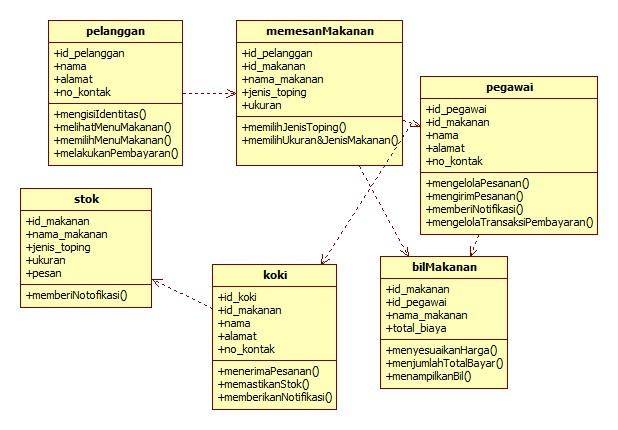 pelanggan
+id_pelanggan
+nama
+alamat
+no_kontak
+mengisiIdentitas()
+melihatMenuMakanan()
+memilihMenuMakanan()
+melakukanPembayaran()
memesanMakanan
+id_pelanggan
+id_makanan
+nama_makanan
+jenis_toping
+ukuran
+memilihJenisToping()
+memilihUkuran&JenisMakanan()
pegawai
+id_pegawai
+id_makanan
+nama
+alamat
+no_kontak
+mengelolaPesanan()
+mengirimPesanan()
+memberiNotifikasi()
+mengelolaTransaksiPembayaran()
stok
+id_makanan
+nama_makanan
+jenis_toping
+ukuran
+pesan
+memberiNotofikasi()
koki
+id_koki
+id_makanan
+nama
+alamat
+no_kontak
+menerimaPesanan()
+memastikanStok()
+memberikanNotifikasi()
bilMakanan
+id_makanan
+id_pegawai
+nama_makanan
+total_biaya
+menyesuaikanHarga()
+menjumlahTotalBayar()
+menampilkanBil()